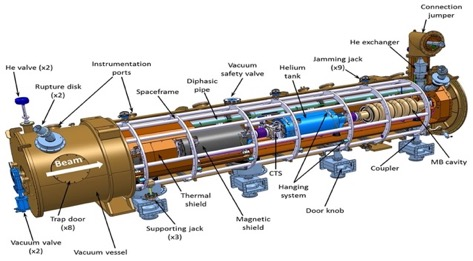 Connection
jumper
He exchanger
Jamming jack
(x9)
Helium
tank
Vacuum
safety valve
Diphasic
pipe
Spaceframe
Instrumentation
ports
He valve (x2)
Rupture disk
(x2)
Beam
MB cavity
Coupler
CTS
Hanging
system
Door knob
Thermal
shield
Magnetic
shield
Supporting jack
(x3)
Trap door
(x8)
Vacuum valve
(x2)
Vacuum vessel